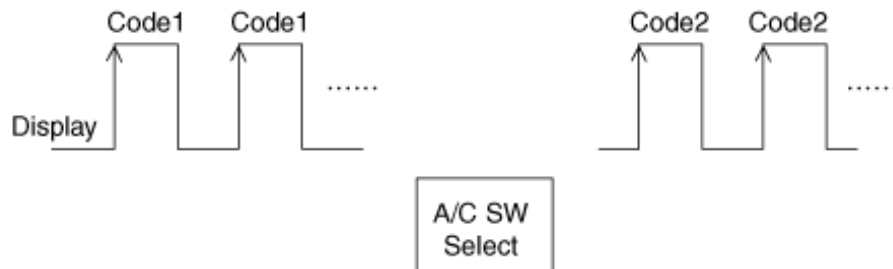 Code1 Code1 Code2 Code2
...... .....
Display
A/C SW
Select